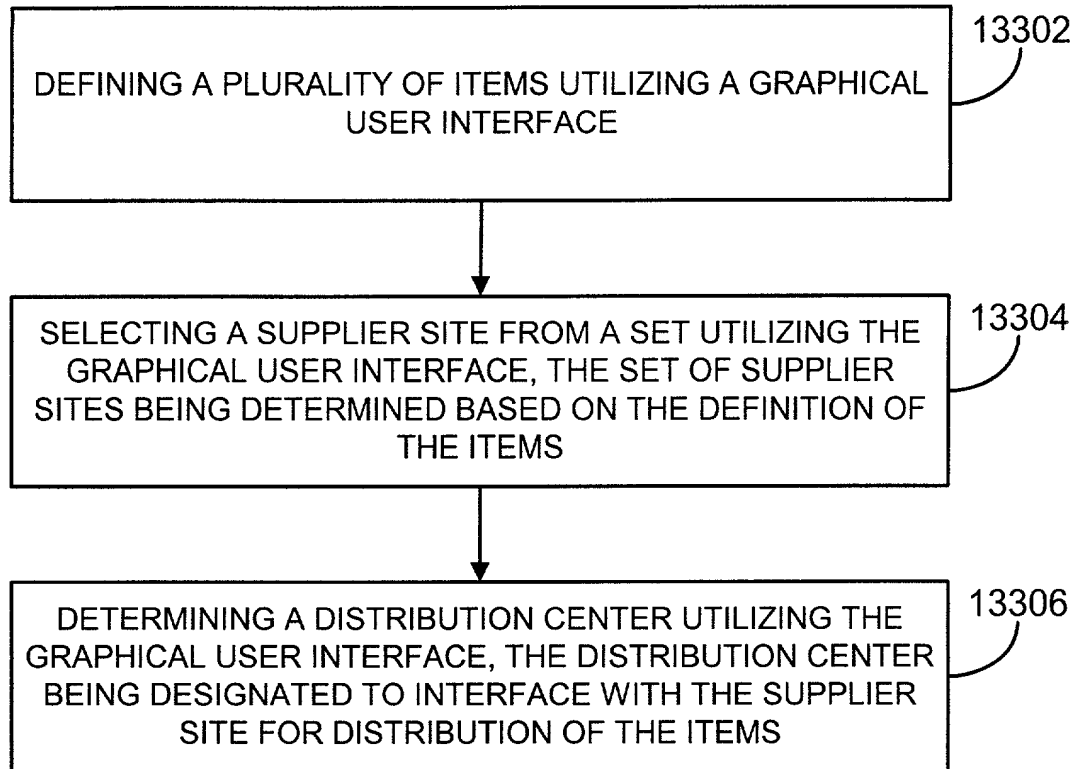 13302
DEFINING A PLURALITY OF ITEMS UTILIZING A GRAPHICAL
USER INTERFACE
13304
SELECTING A SUPPLIER SITE FROM A SET UTILIZING THE
GRAPHICAL USER INTERFACE, THE SET OF SUPPLIER
SITES BEING DETERMINED BASED ON THE DEFINITION OF
THE ITEMS
13306
DETERMINING A DISTRIBUTION CENTER UTILIZING THE
GRAPHICAL USER INTERFACE, THE DISTRIBUTION CENTER
BEING DESIGNATED TO INTERFACE WITH THE SUPPLIER
SITE FOR DISTRIBUTION OF THE ITEMS